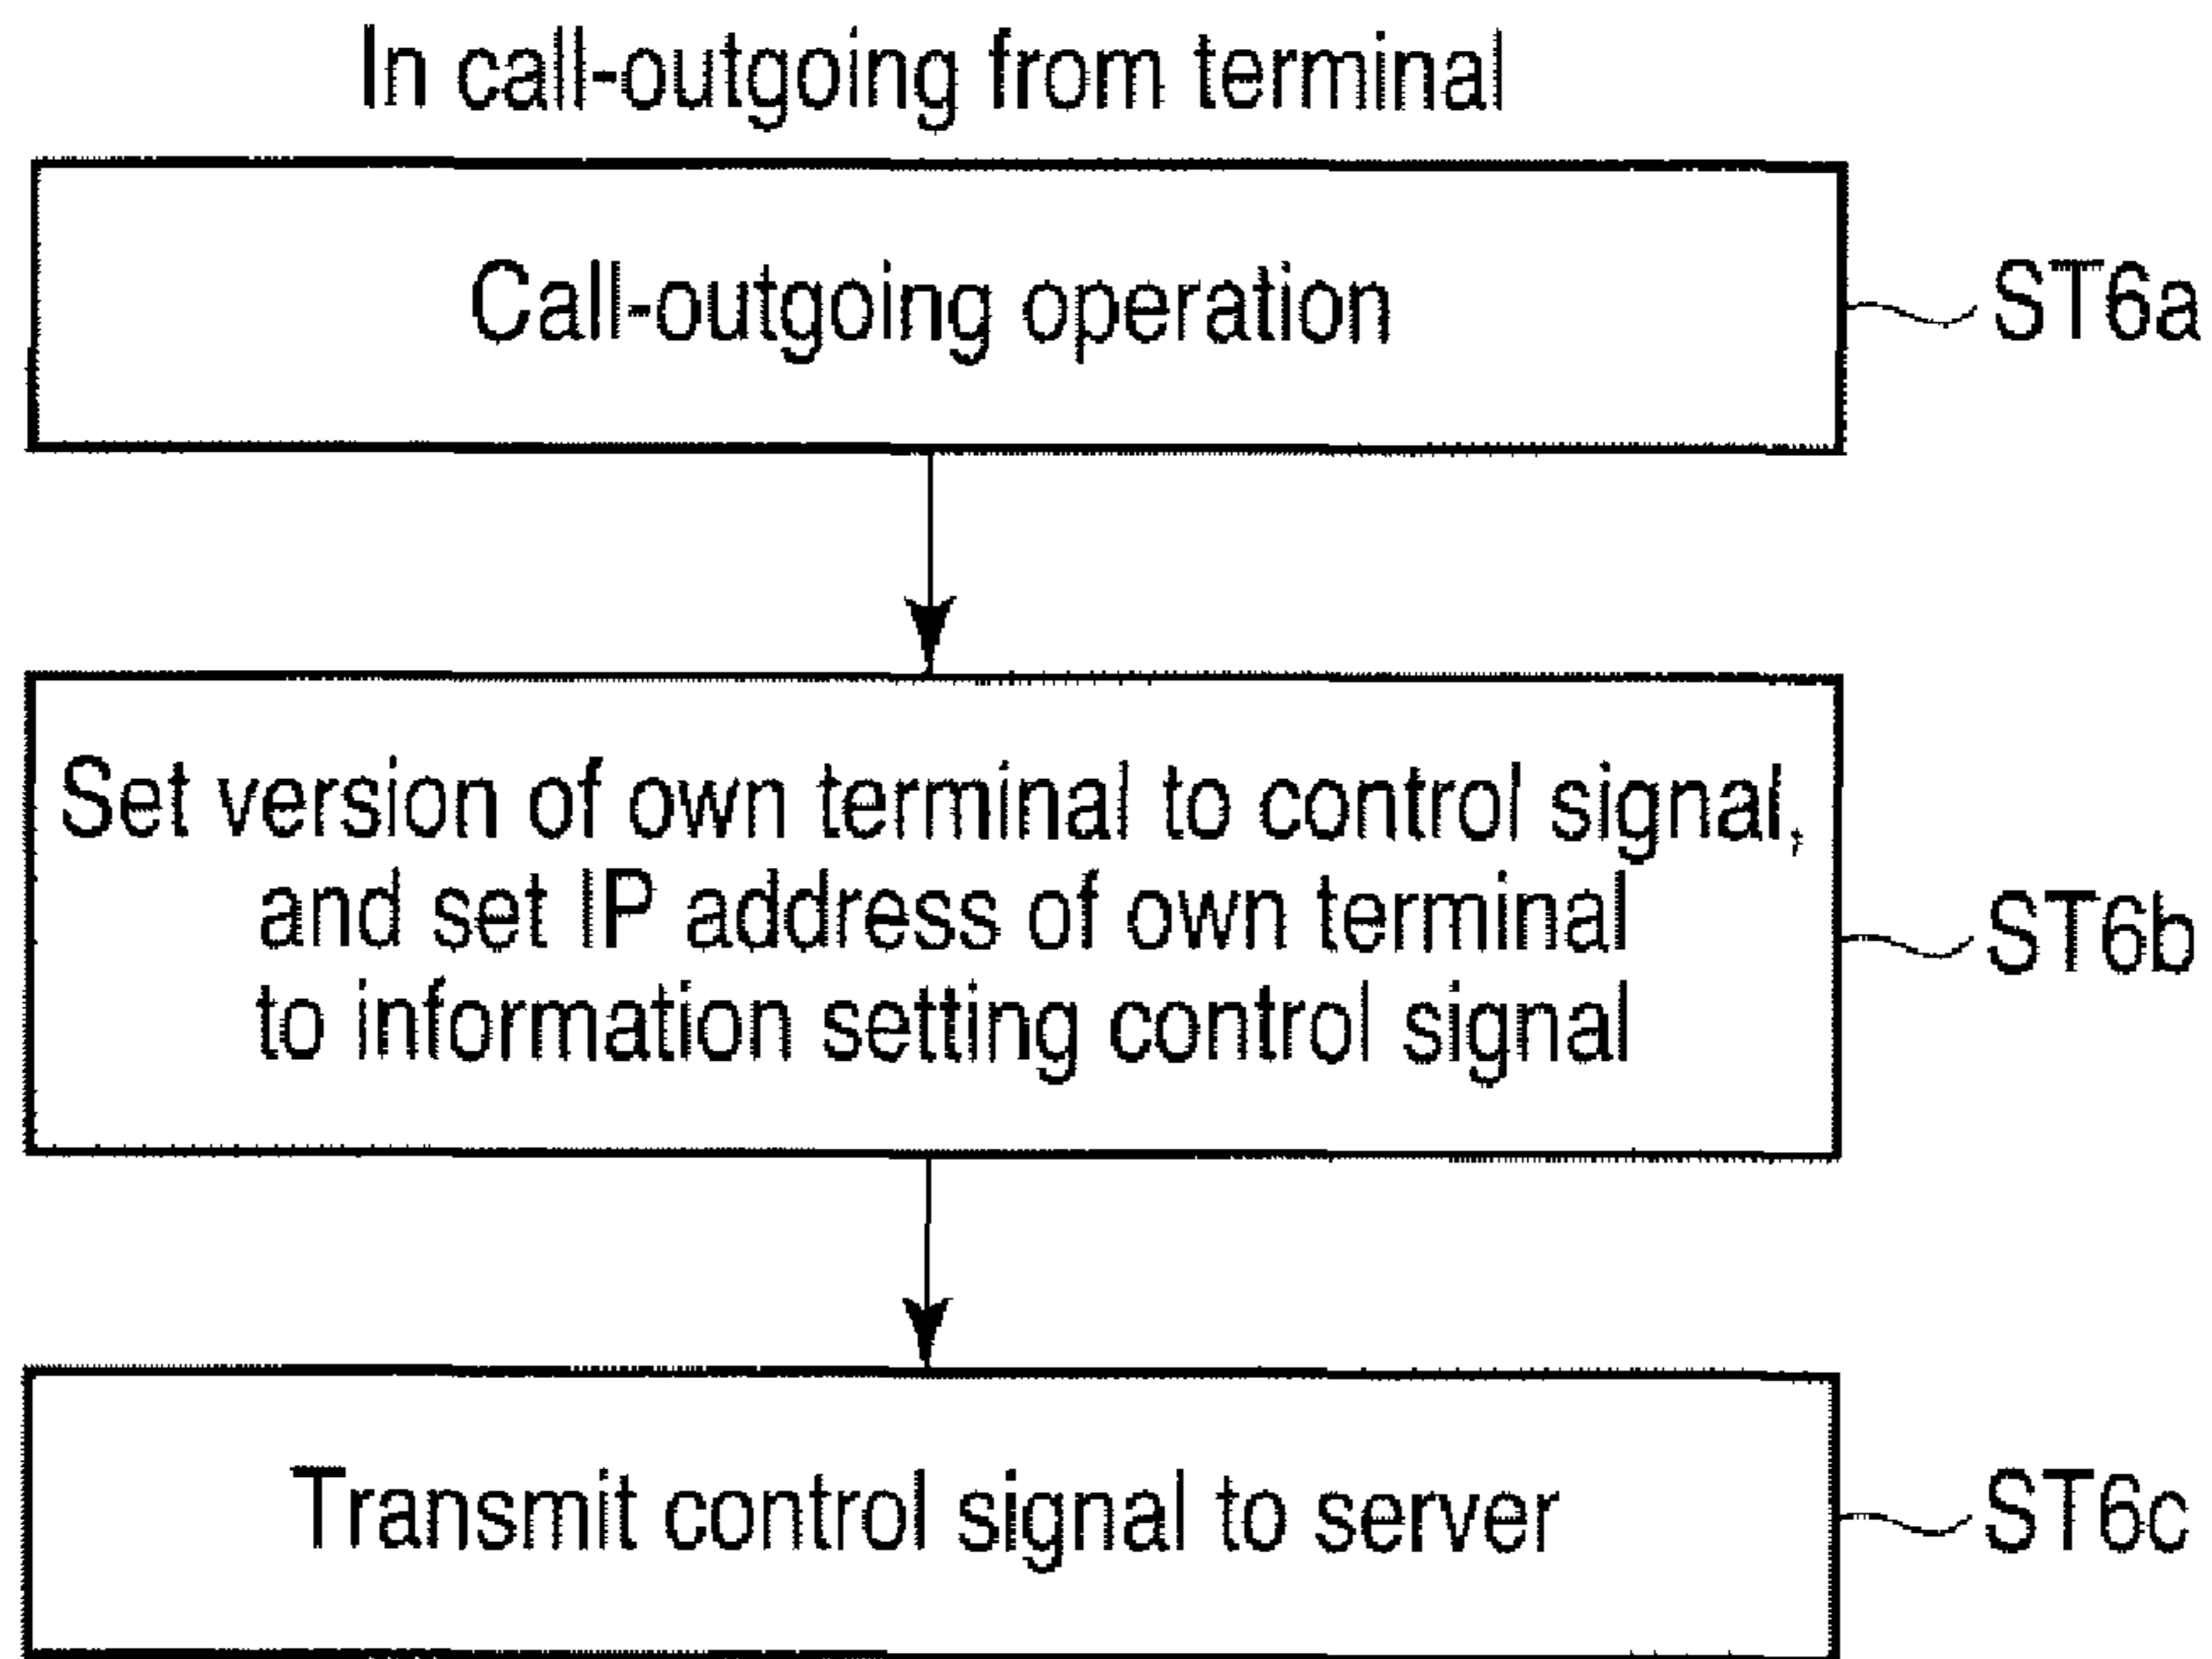 In call-outgoing from terminal
Call-outgoing operation
ST6a
Set version of own terminal to control signal,
and set IP address of own terminal
to information setting control signal
ST6b
Transmit control signal to server
ST6c